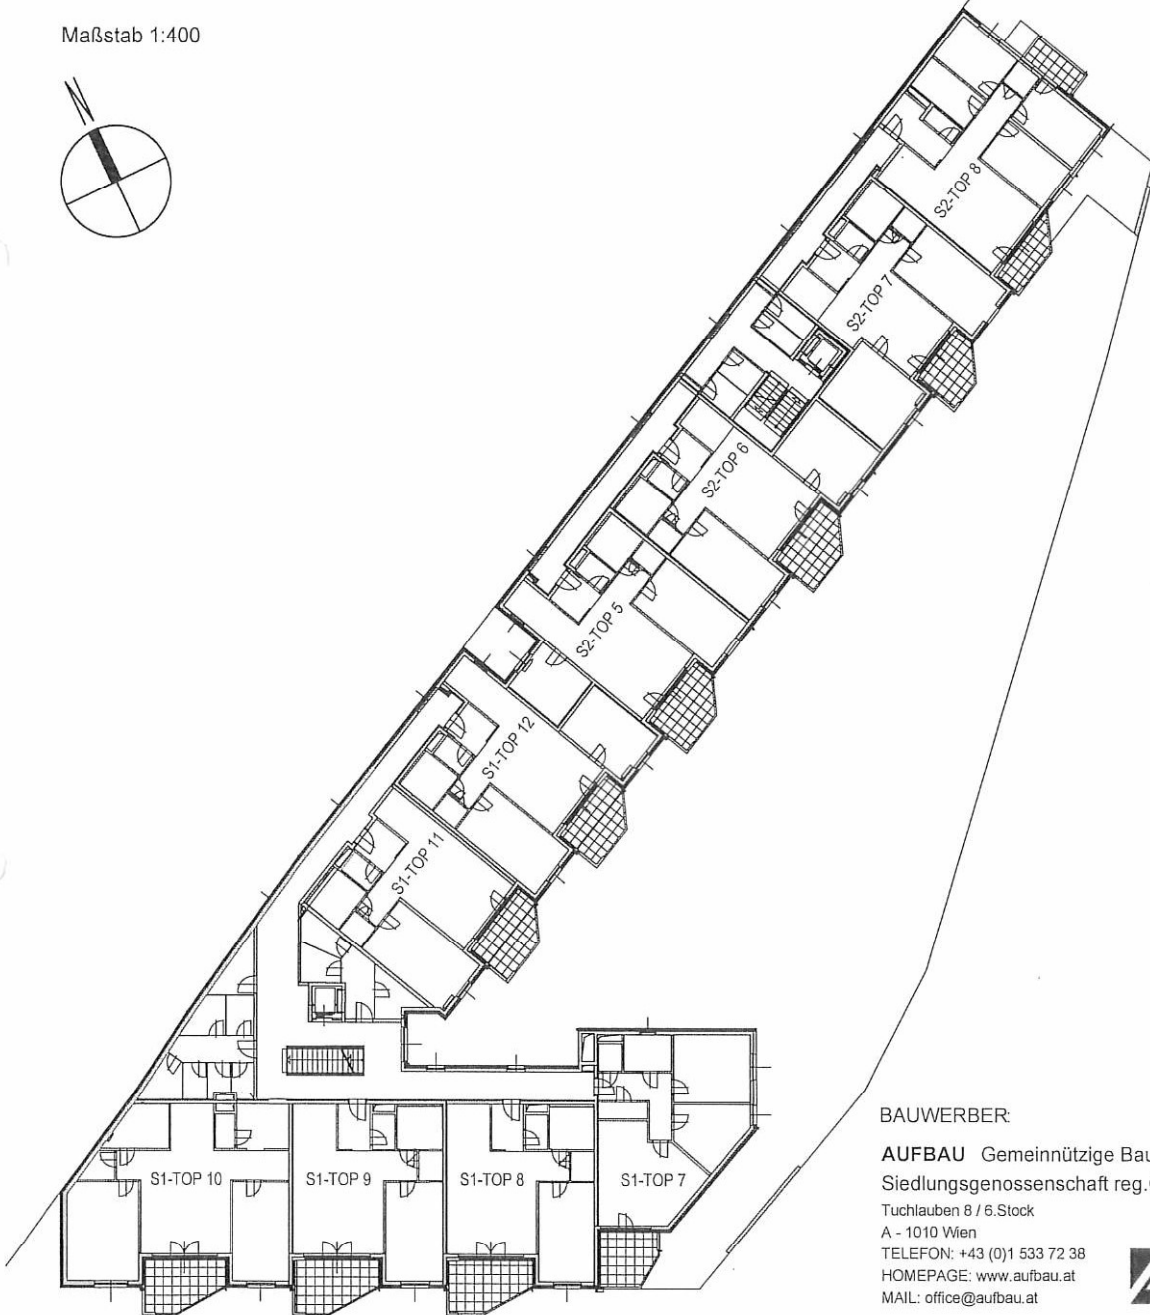 Maßstab 1:400
N
S2-TOP 8
S2-TOP 7
S2-TOP 6
S2-TOP 5
S1-TOP 12
S1-TOP 11
S1-TOP 10
S1-TOP 9
S1-TOP 8
S1-TOP 7
BAUWERBER:
AUFBAU Gemeinnützige Bau
Siedlungsgenossenschaft reg.
Tuchlauben 8 / 6.Stock
A - 1010 Wien
TELEFON: +43 (0)1 533 72 38
HOMEPAGE: www.aufbau.at
MAIL: office@aufbau.at